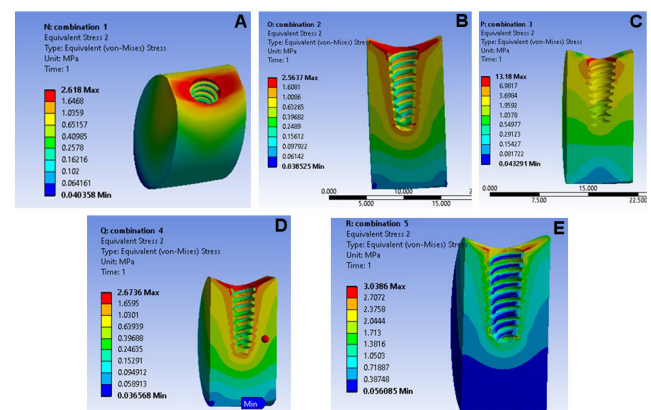 A
N: combination 1
Equivalent Stress 2
Type: Equivalent (von-Mises) Stress
Unit: MPa
Time: 1
2.618 Max
1.6468
1.0359
0.65157
0.40985
0.2578
0.16216
0.102
0.064161
0.040358 Min
B
O: combination 2
Equivalent Stress 2
Type: Equivalent (von-Mises) Stress
Unit: MPa
Time: 1
2.5637 Max
1.6081
1.0086
0.63265
0.39682
0.2489
0.15612
0.097922
0.06142
0.038525 Min
0.000
10.000
5.000
15.000
C
P: combination 3
Equivalent Stress 2
Type: Equivalent (von-Mises) Stress
Unit: MPa
Time: 1
13.18 Max
6.9817
3.6984
1.9592
1.0378
0.54977
0.29123
0.15427
0.081722
0.043291 Min
0.000
15.000
7.500
22.500
D
Q: combination 4
Equivalent Stress 2
Type: Equivalent (von-Mises) Stress
Unit: MPa
Time: 1
2.6736 Max
1.6595
1.0301
0.63939
0.39688
0.24635
0.15291
0.094912
0.058913
0.036568 Min
Min
E
R: combination 5
Equivalent Stress 2
Type: Equivalent (von-Mises) Stress
Unit: MPa
Time: 1
3.0386 Max
2.7072
2.3758
2.0444
1.713
1.3816
1.0503
0.71887
0.38748
0.056085 Min